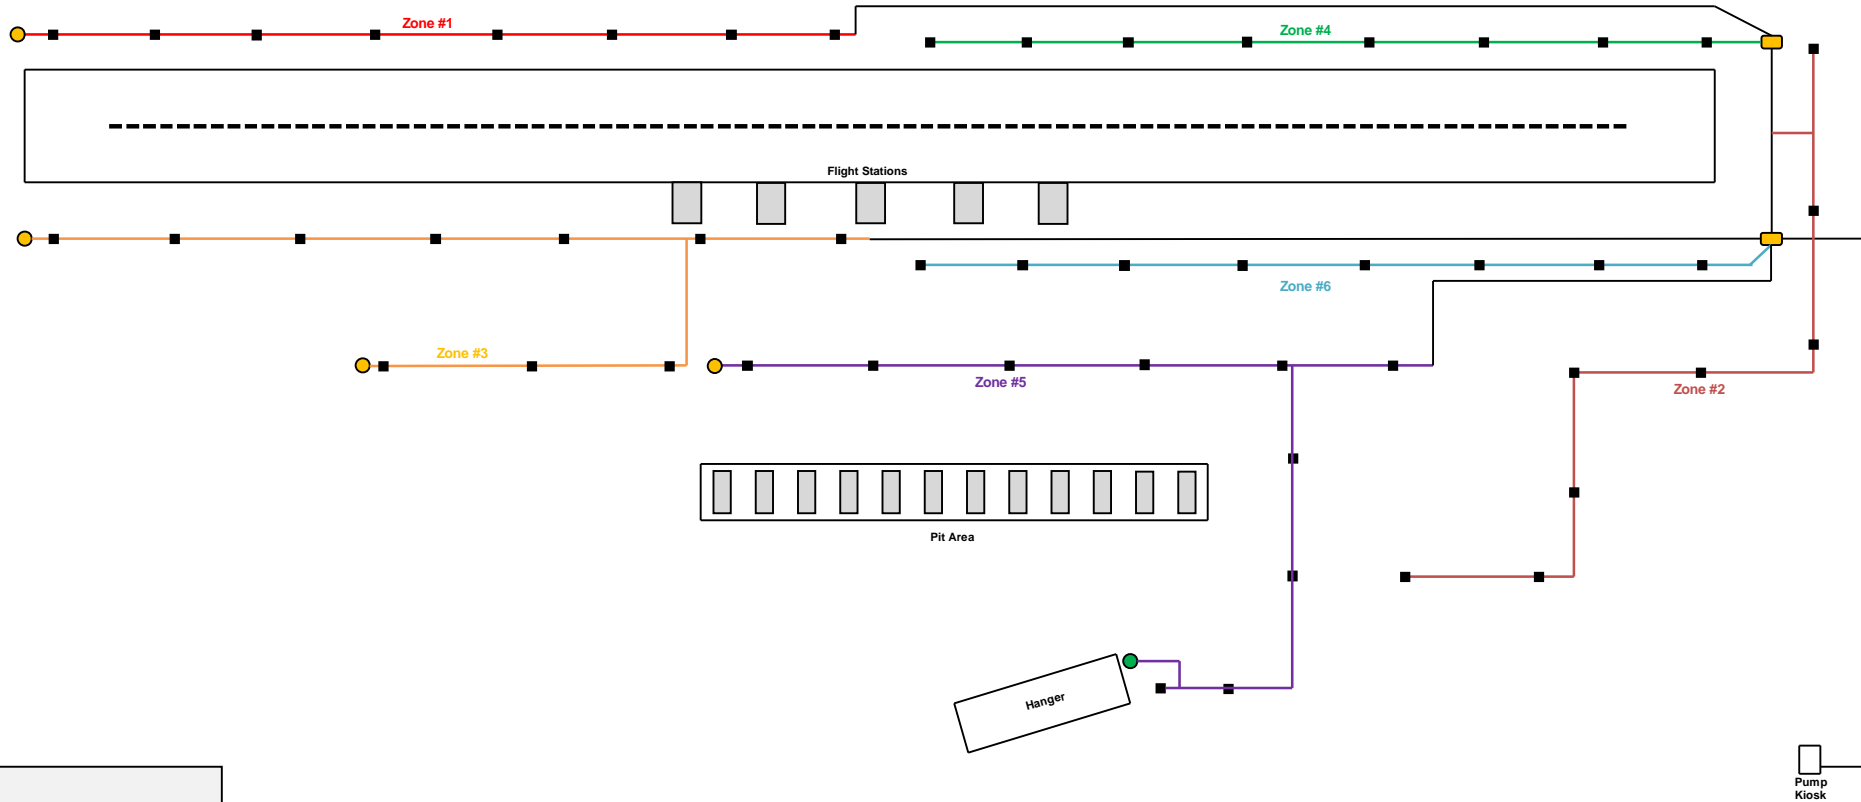 Zone #1
Zone #4
Flight Stations
Zone #6
Zone #3
Zone #5
Zone #2
Pit Area
Hanger
Pump
Kiosk